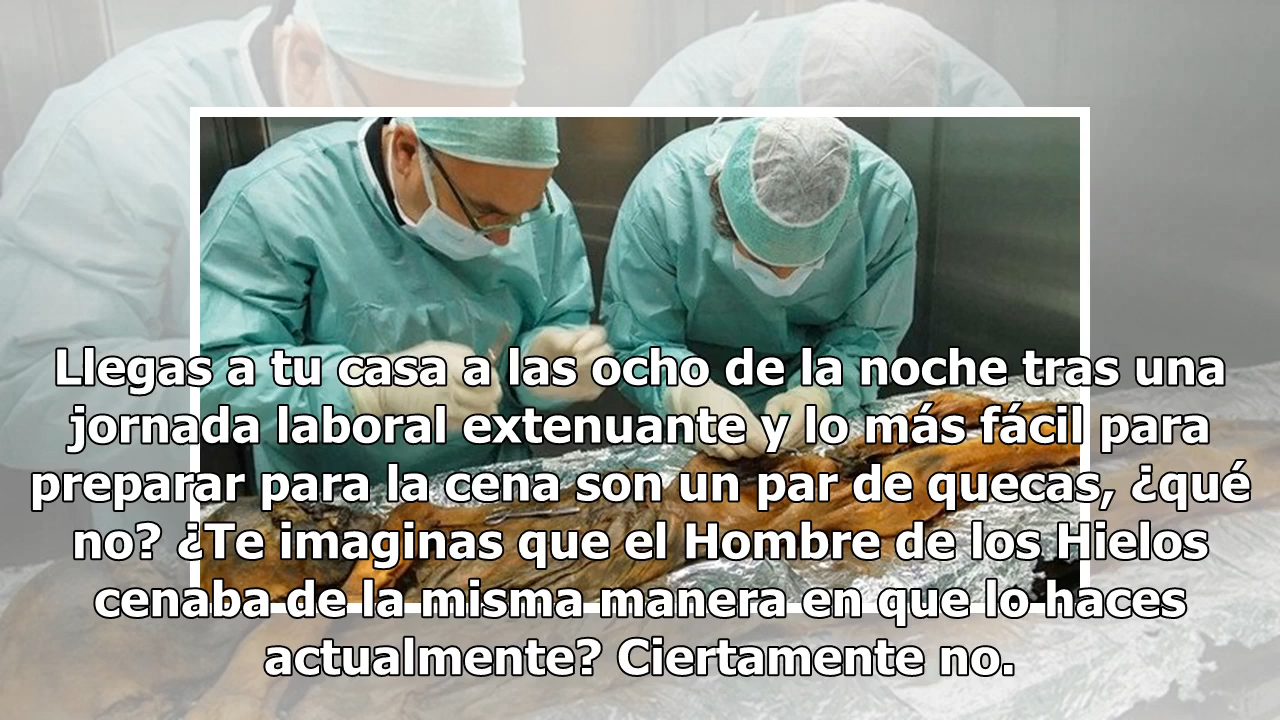 Llegas a tu casa a las ocho de la noche tras una
jornada laboral extenuante y lo más fácil para
preparar para la cena son un par de quecas, ¿qué
no? ¿Te imaginas que el Hombre de los Hielos
cenaba de la misma manera en que lo haces
actualmente? Ciertamente no.